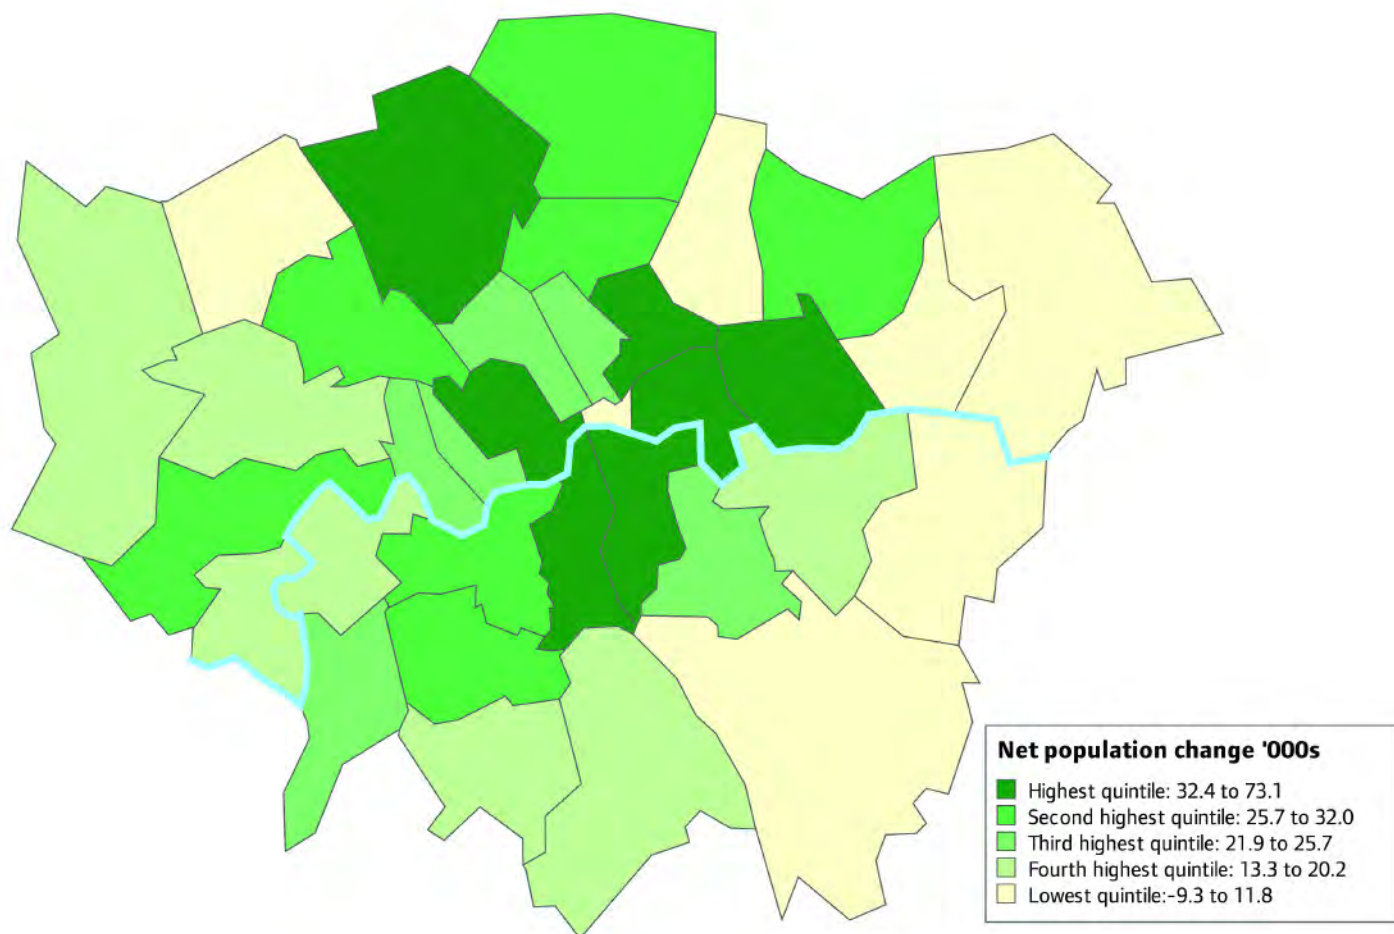 Net population change '000s
Highest quintile: 32.4 to 73.1
Second highest quintile: 25.7 to 32.0
Third highest quintile: 21.9 to 25.7
Fourth highest quintile: 13.3 to 20.2
Lowest quintile:-9.3 to 11.8